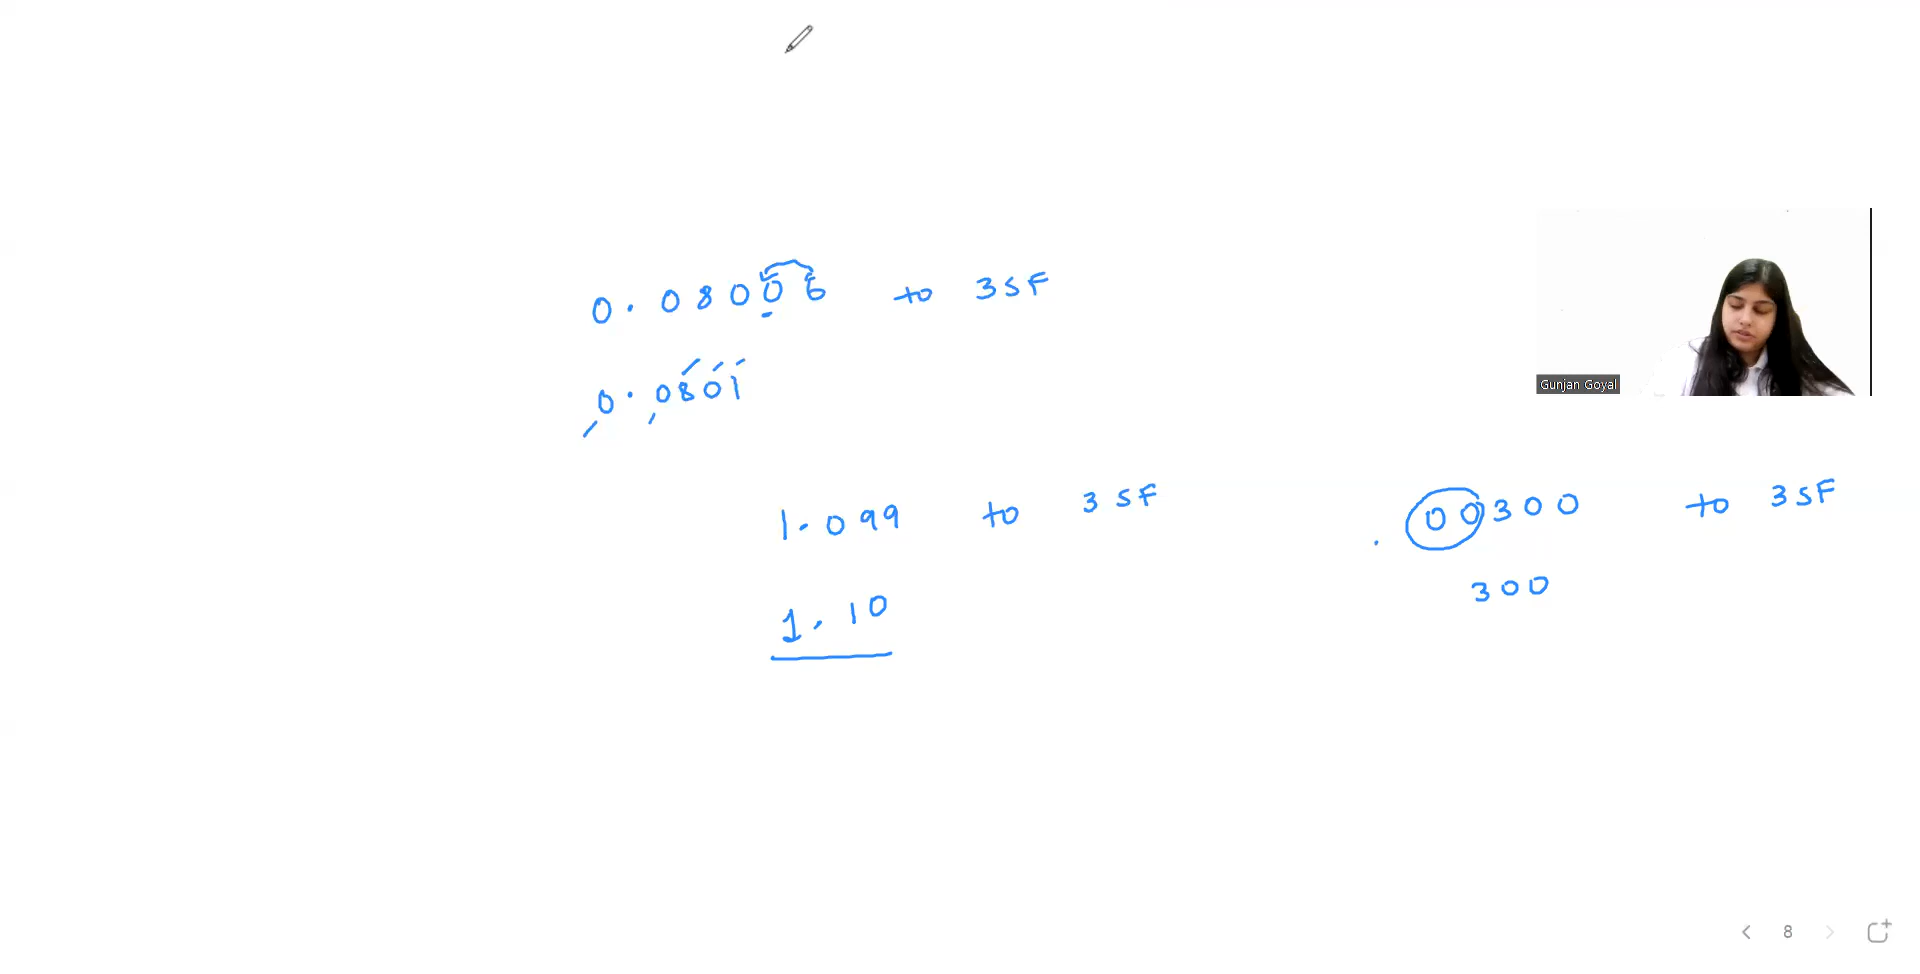 0.08006 to 3SF
0.0801
Gunjan Goyal
1.099 to 3SF
1.10
.00300 to 3SF
300
8